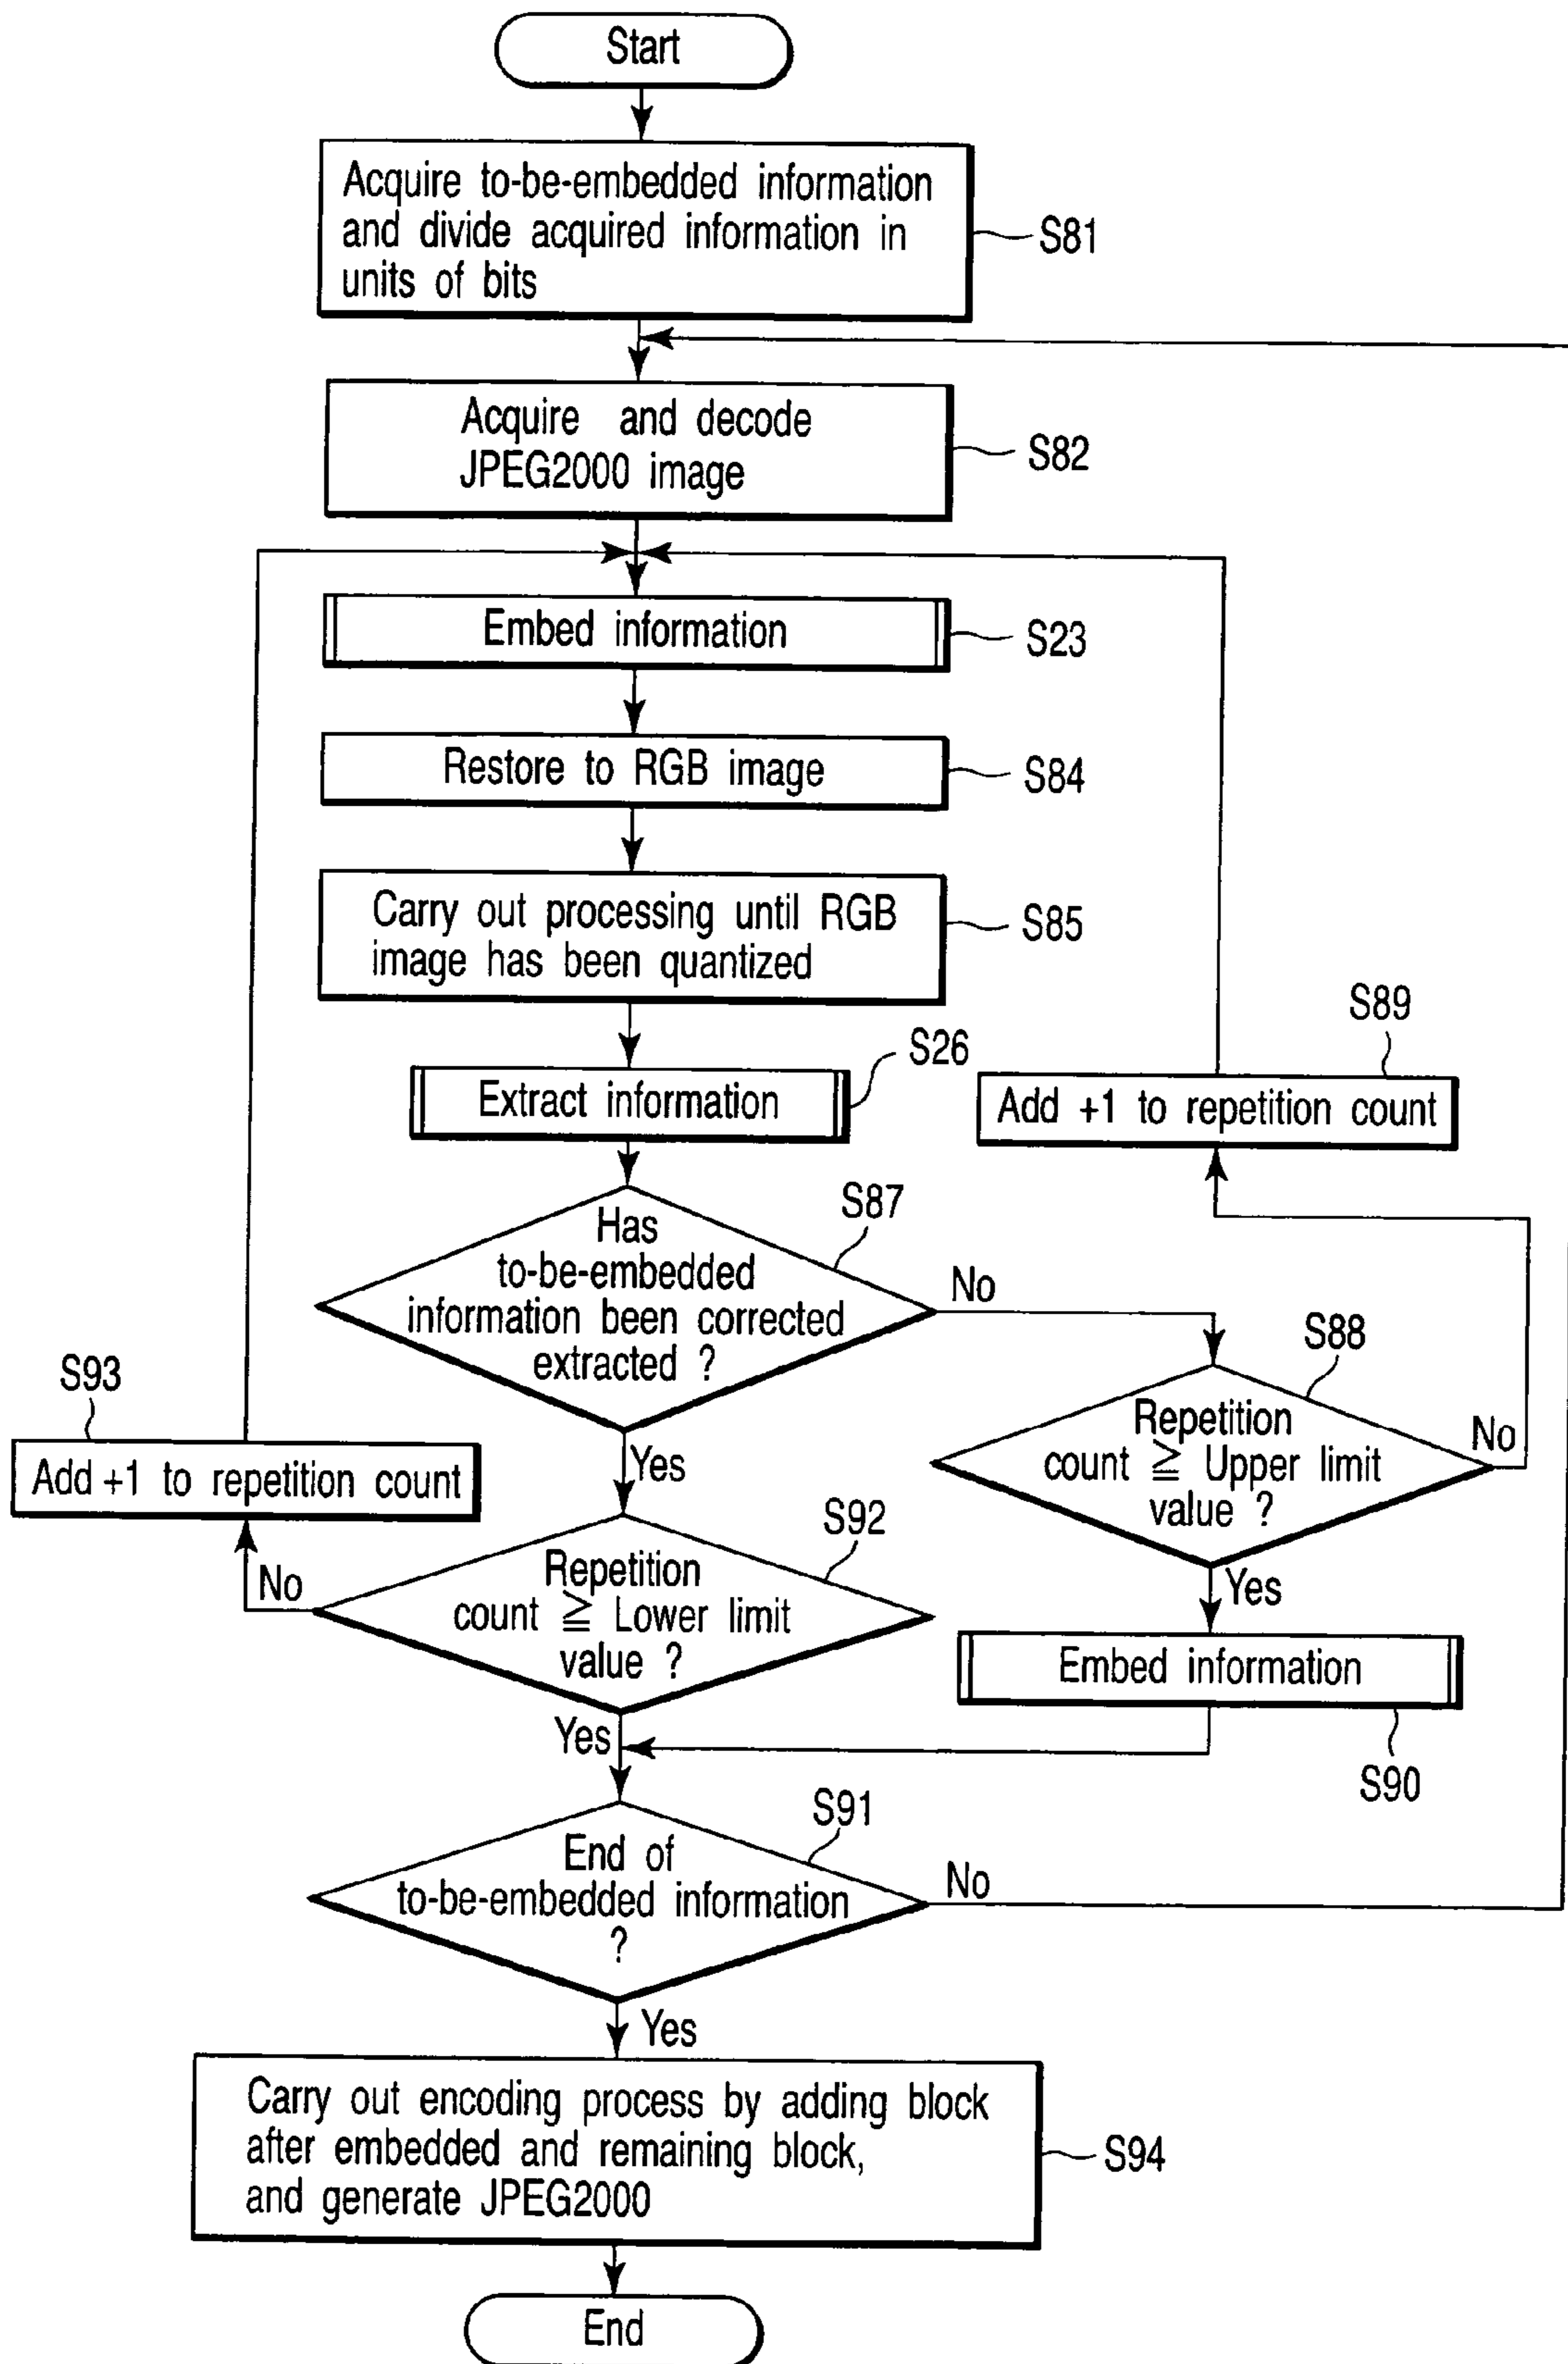 Start
Acquire to-be-embedded information
and divide acquired information in
units of bits
S81
Acquire and decode
JPEG2000 image
S82
Embed information
S23
Restore to RGB image
S84
Carry out processing until RGB
image has been quantized
S85
Extract information
S26
S89
Add +1 to repetition count
Has
to-be-embedded
information been corrected
extracted ?
S87
No
Yes
S88
Repetition
count ≧ Upper limit
value ?
No
Yes
S93
Add +1 to repetition count
S92
Repetition
count ≧ Lower limit
value ?
No
Yes
Embed information
S90
S91
End of
to-be-embedded information
?
No
Yes
Carry out encoding process by adding block
after embedded and remaining block,
and generate JPEG2000
S94
End